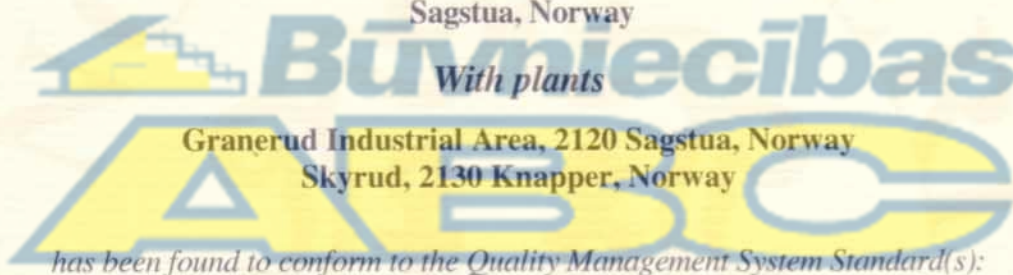 Sagstua, Norway
Būvniecības
With plants
ABC
Granerud Industrial Area, 2120 Sagstua, Norway
Skyrud, 2130 Knapper, Norway
has been found to conform to the Quality Management System Standard(s):